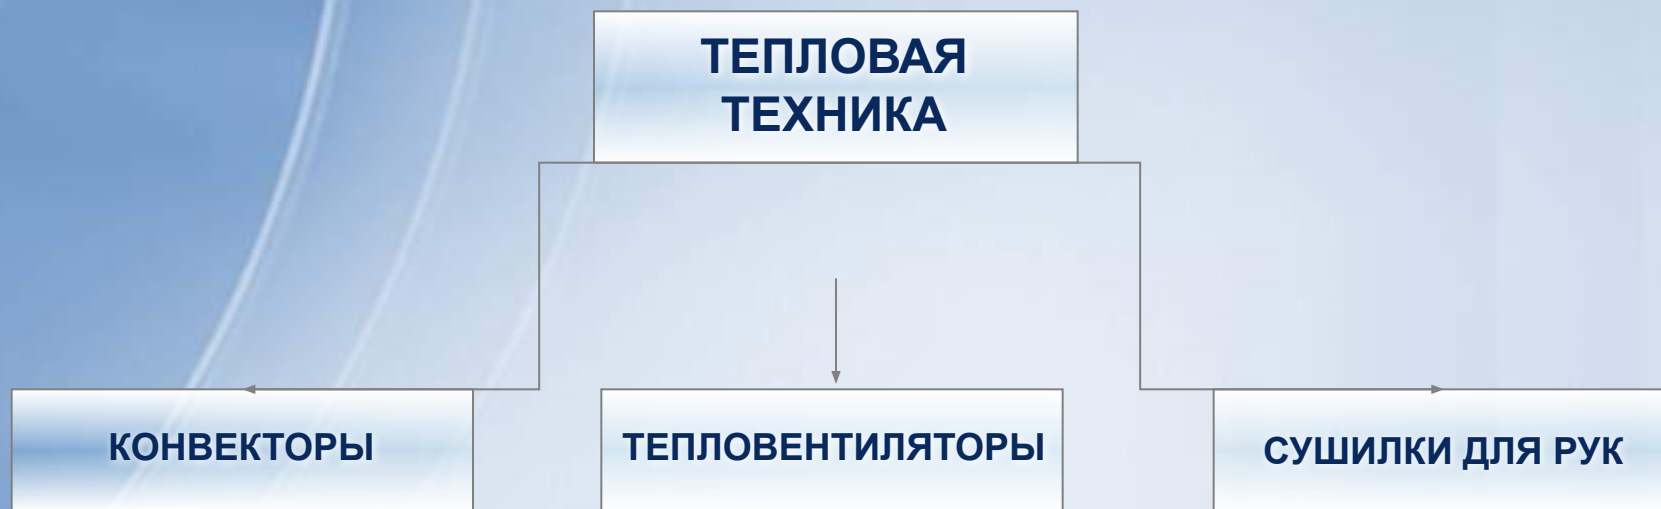 ТЕПЛОВАЯ
ТЕХНИКА
КОНВЕКТОРЫ
ТЕПЛОВЕНТИЛЯТОРЫ
СУШИЛКИ ДЛЯ РУК